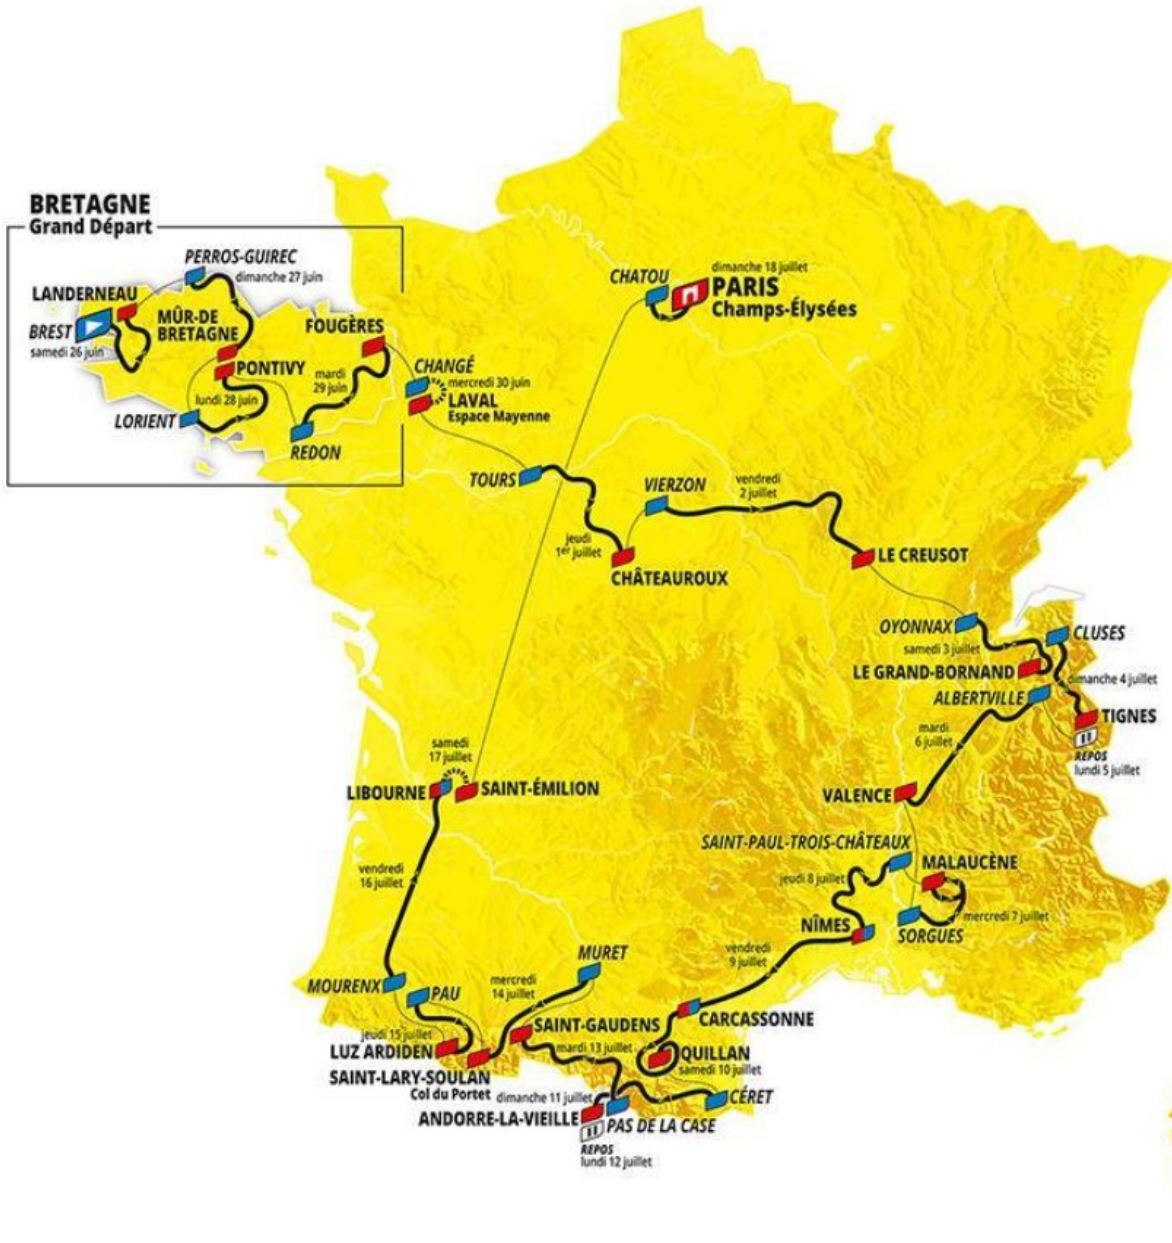 BRETAGNE
Grand Départ
PERROS-GUIREC
dimanche 27 juin
LANDERNEAU
BREST
samedi 26 juin
MÛR-DE
BRETAGNE
FOUGÈRES
PONTIVY
mardi
29 juin
lundi 28 juin
LORIENT
REDON
CHANGÉ
mercredi 30 juin
LAVAL
Espace Mayenne
CHATOU
dimanche 18 juillet
PARIS
Champs-Élysées
TOURS
jeudi
1er juillet
CHÂTEAUROUX
VIERZON
vendredi
2 juillet
LE CREUSOT
OYONNAX
samedi 3 juillet
CLUSES
LE GRAND-BORNAND
dimanche 4 juillet
ALBERTVILLE
TIGNES
REPOS
lundi 5 juillet
mardi
6 juillet
VALENCE
samedi
17 juillet
LIBOURNE
SAINT-ÉMILION
SAINT-PAUL-TROIS-CHÂTEAUX
MALAUCÈNE
jeudi 8 juillet
mercredi 7 juillet
SORGUES
NÎMES
vendredi
16 juillet
vendredi
9 juillet
MURET
mercredi
14 juillet
MOURENX
PAU
CARCASSONNE
SAINT-GAUDENS
jeudi 15 juillet
LUZ ARDIDEN
mardi 13 juillet
QUILLAN
samedi 10 juillet
SAINT-LARY-SOULAN
Col du Portet
dimanche 11 juillet
CÉRET
ANDORRE-LA-VIEILLE
PAS DE LA CASE
REPOS
lundi 12 juillet